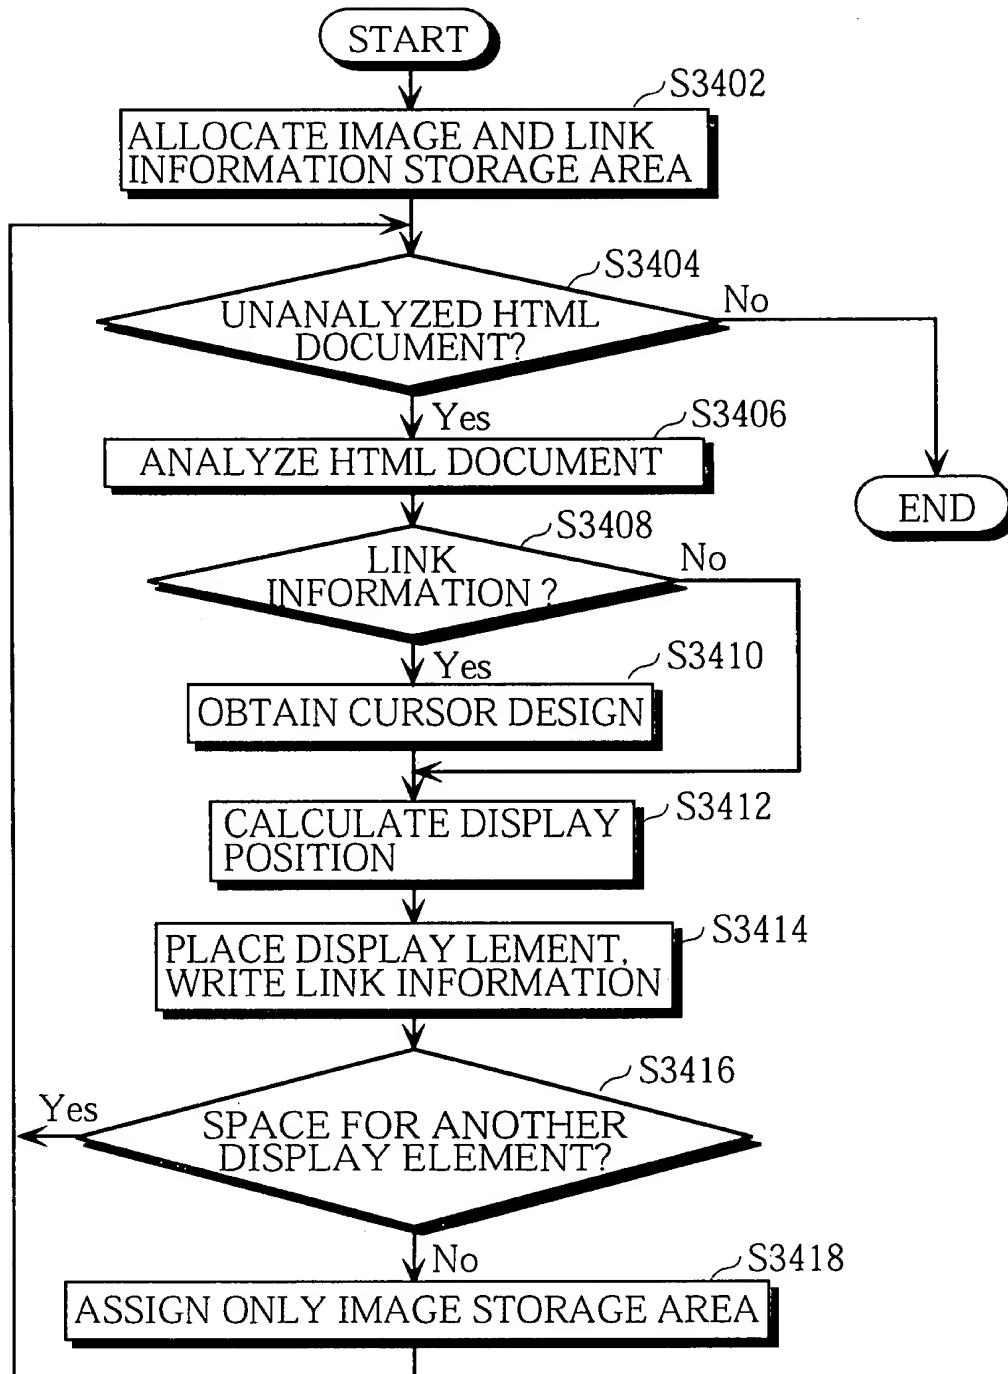 START
S3402
ALLOCATE IMAGE AND LINK
INFORMATION STORAGE AREA
S3404
UNANALYZED HTML
DOCUMENT?
No
Yes
S3406
ANALYZE HTML DOCUMENT
END
S3408
LINK
INFORMATION ?
No
Yes
S3410
OBTAIN CURSOR DESIGN
S3412
CALCULATE DISPLAY
POSITION
S3414
PLACE DISPLAY LEMENT,
WRITE LINK INFORMATION
S3416
Yes
SPACE FOR ANOTHER
DISPLAY ELEMENT?
No
S3418
ASSIGN ONLY IMAGE STORAGE AREA